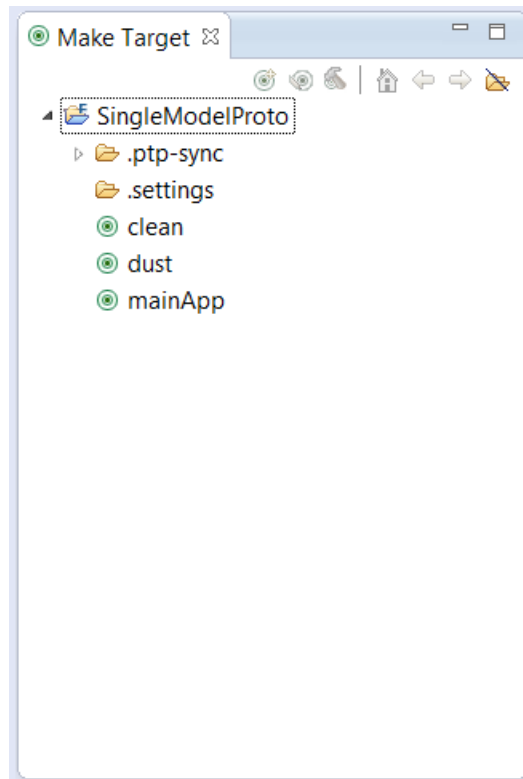 Make Target
SingleModelProto
.ptp-sync
.settings
clean
dust
mainApp